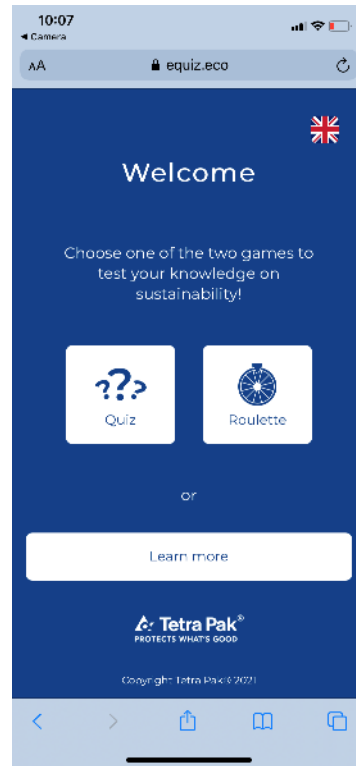 10:07
◀ Camera
AA equiz.eco
Welcome
Choose one of the two games to
test your knowledge on
sustainability!
???
Quiz
Roulette
or
Learn more
Tetra Pak®
PROTECTS WHAT'S GOOD
Copyright Tetra Pak® 2021